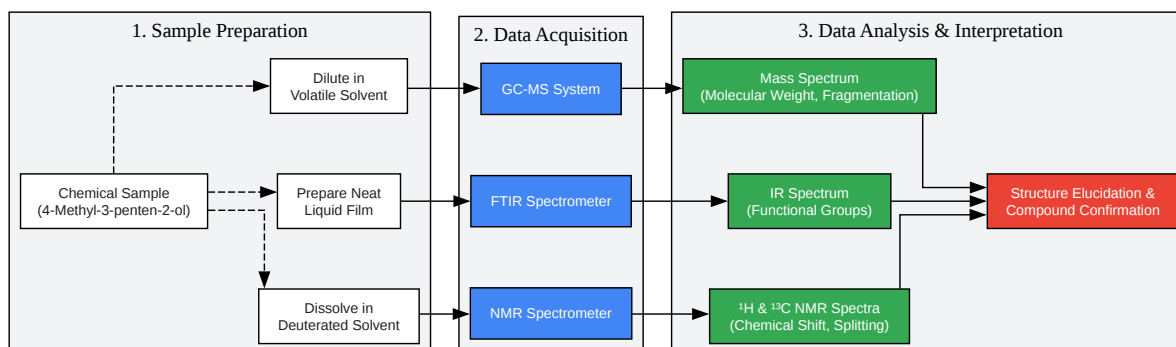 1. Sample Preparation
2. Data Acquisition
3. Data Analysis & Interpretation
Dilute in
Volatile Solvent
GC-MS System
Mass Spectrum
(Molecular Weight, Fragmentation)
Chemical Sample
(4-Methyl-3-penten-2-ol)
Prepare Neat
Liquid Film
FTIR Spectrometer
IR Spectrum
(Functional Groups)
Structure Elucidation &
Compound Confirmation
Dissolve in
Deuterated Solvent
NMR Spectrometer
¹H & ¹³C NMR Spectra
(Chemical Shift, Splitting)